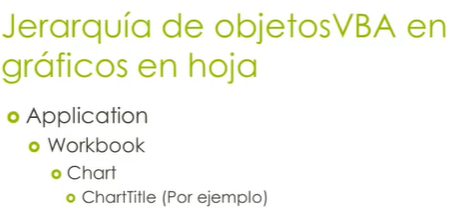 Jerarquía de objetosVBA en
gráficos en hoja
Application
Workbook
Chart
ChartTitle (Por ejemplo)